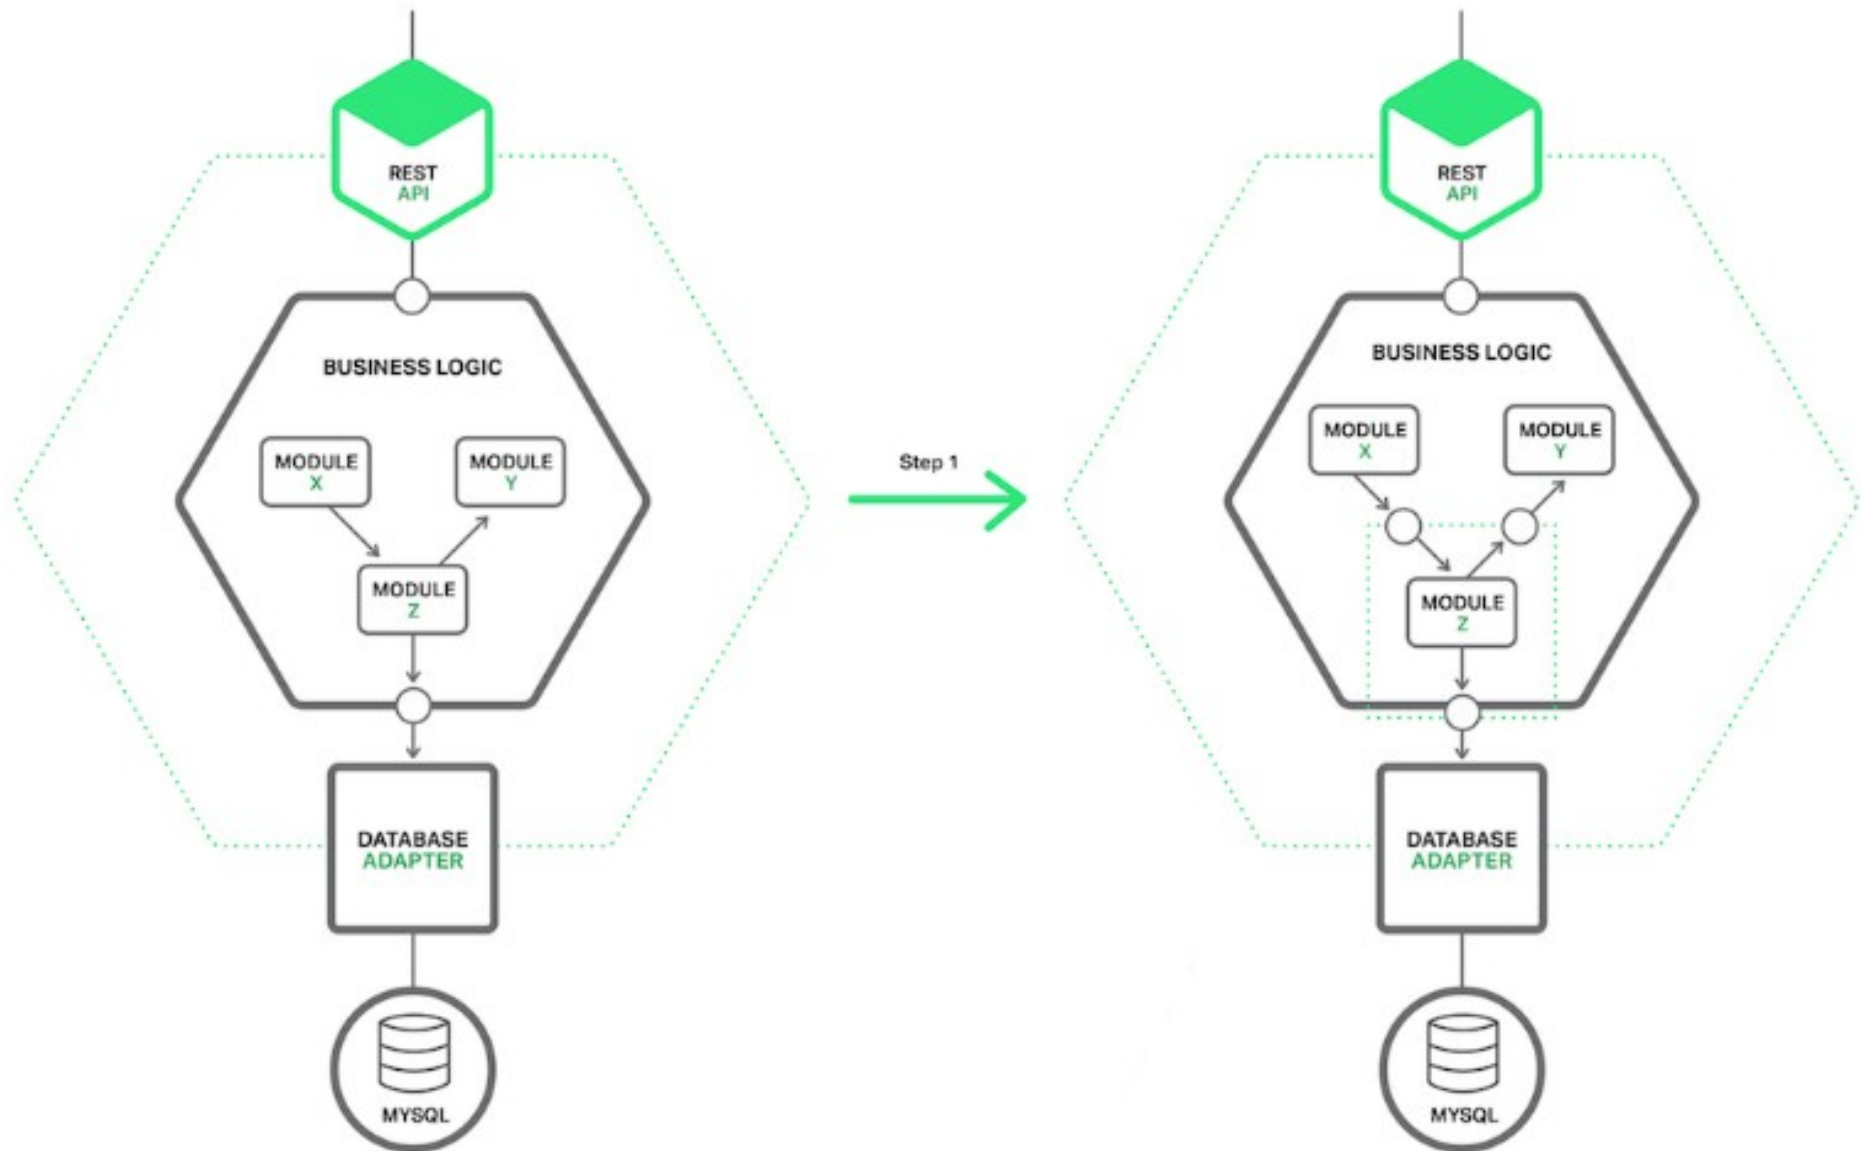 REST
API
BUSINESS LOGIC
MODULE
X
MODULE
Y
MODULE
Z
DATABASE
ADAPTER
MYSQL
Step 1
REST
API
BUSINESS LOGIC
MODULE
X
MODULE
Y
MODULE
Z
DATABASE
ADAPTER
MYSQL